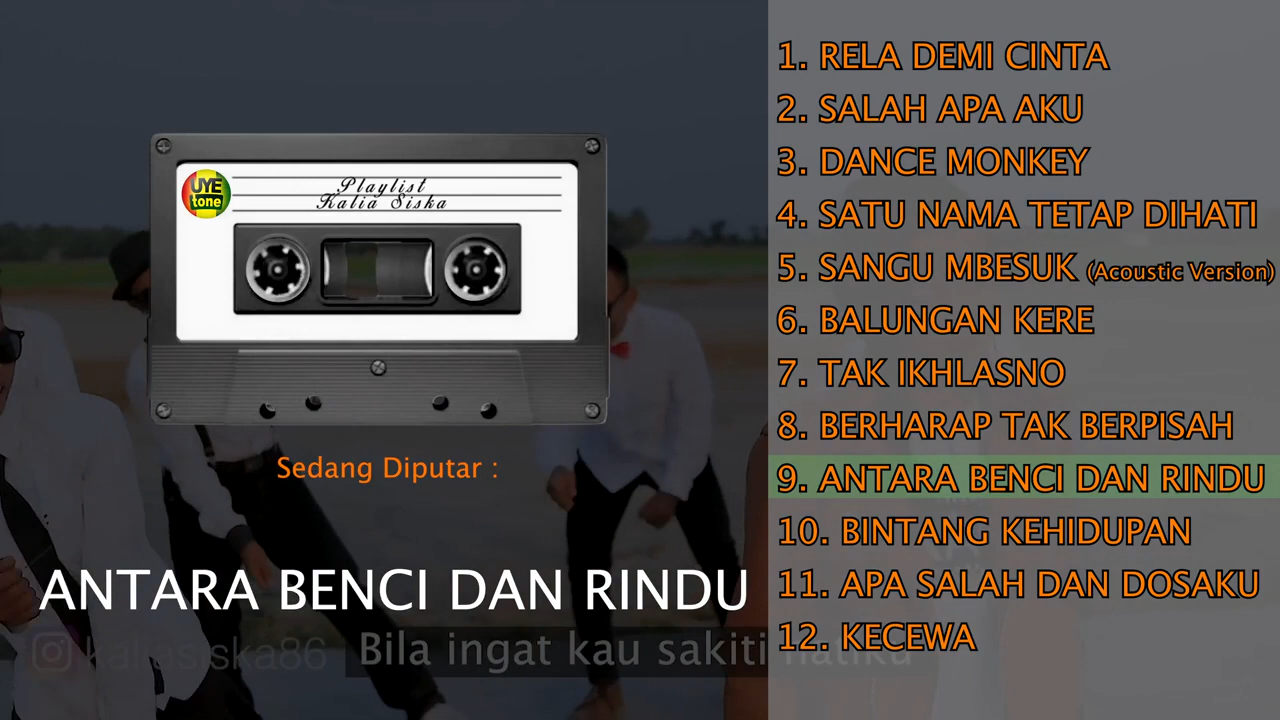 UYE
tone
Playlist
Kalia Siska
Sedang Diputar :
ANTARA BENCI DAN RINDU
kaliasiska86
Bila ingat kau sakiti hatiku
1. RELA DEMI CINTA
2. SALAH APA AKU
3. DANCE MONKEY
4. SATU NAMA TETAP DIHATI
5. SANGU MBESUK (Acoustic Version)
6. BALUNGAN KERE
7. TAK IKHLASNO
8. BERHARAP TAK BERPISAH
9. ANTARA BENCI DAN RINDU
10. BINTANG KEHIDUPAN
11. APA SALAH DAN DOSAKU
12. KECEWA